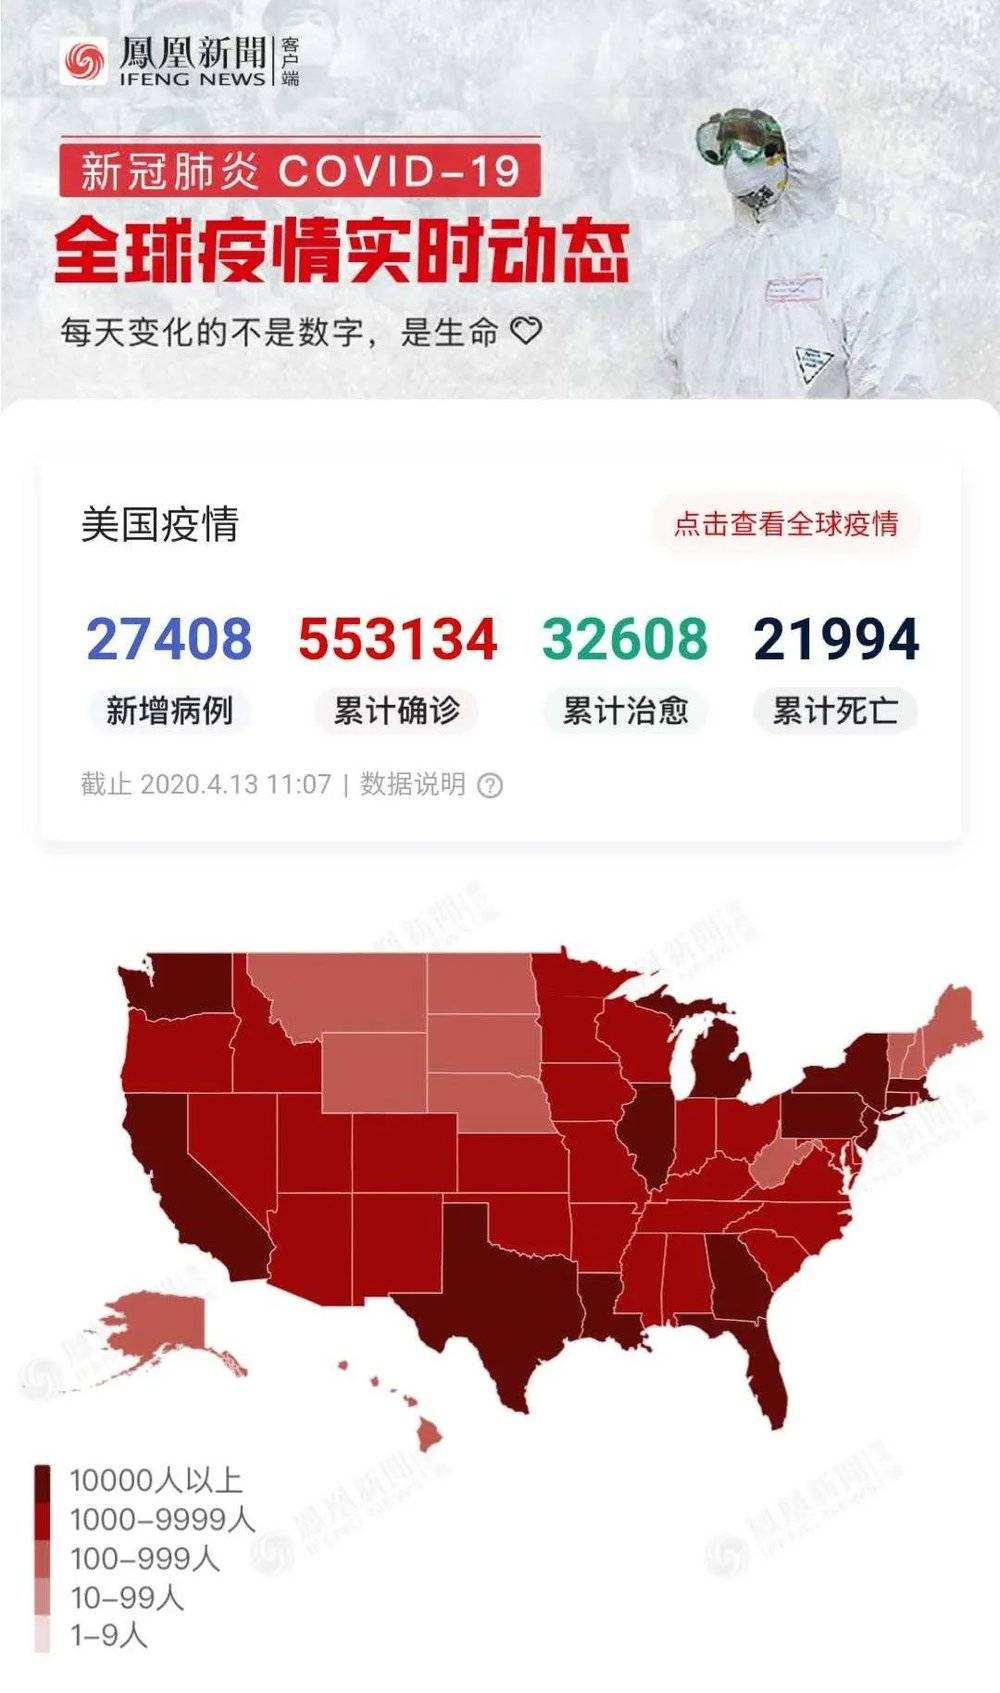 鳳凰新聞 客户端
IFENG NEWS
新冠肺炎 COVID-19
全球疫情实时动态
每天变化的不是数字，是生命
美国疫情
点击查看全球疫情
27408 553134 32608 21994
新增病例 累计确诊 累计治愈 累计死亡
截止 2020.4.13 11:07 | 数据说明 ?
10000人以上
1000-9999人
100-999人
10-99人
1-9人